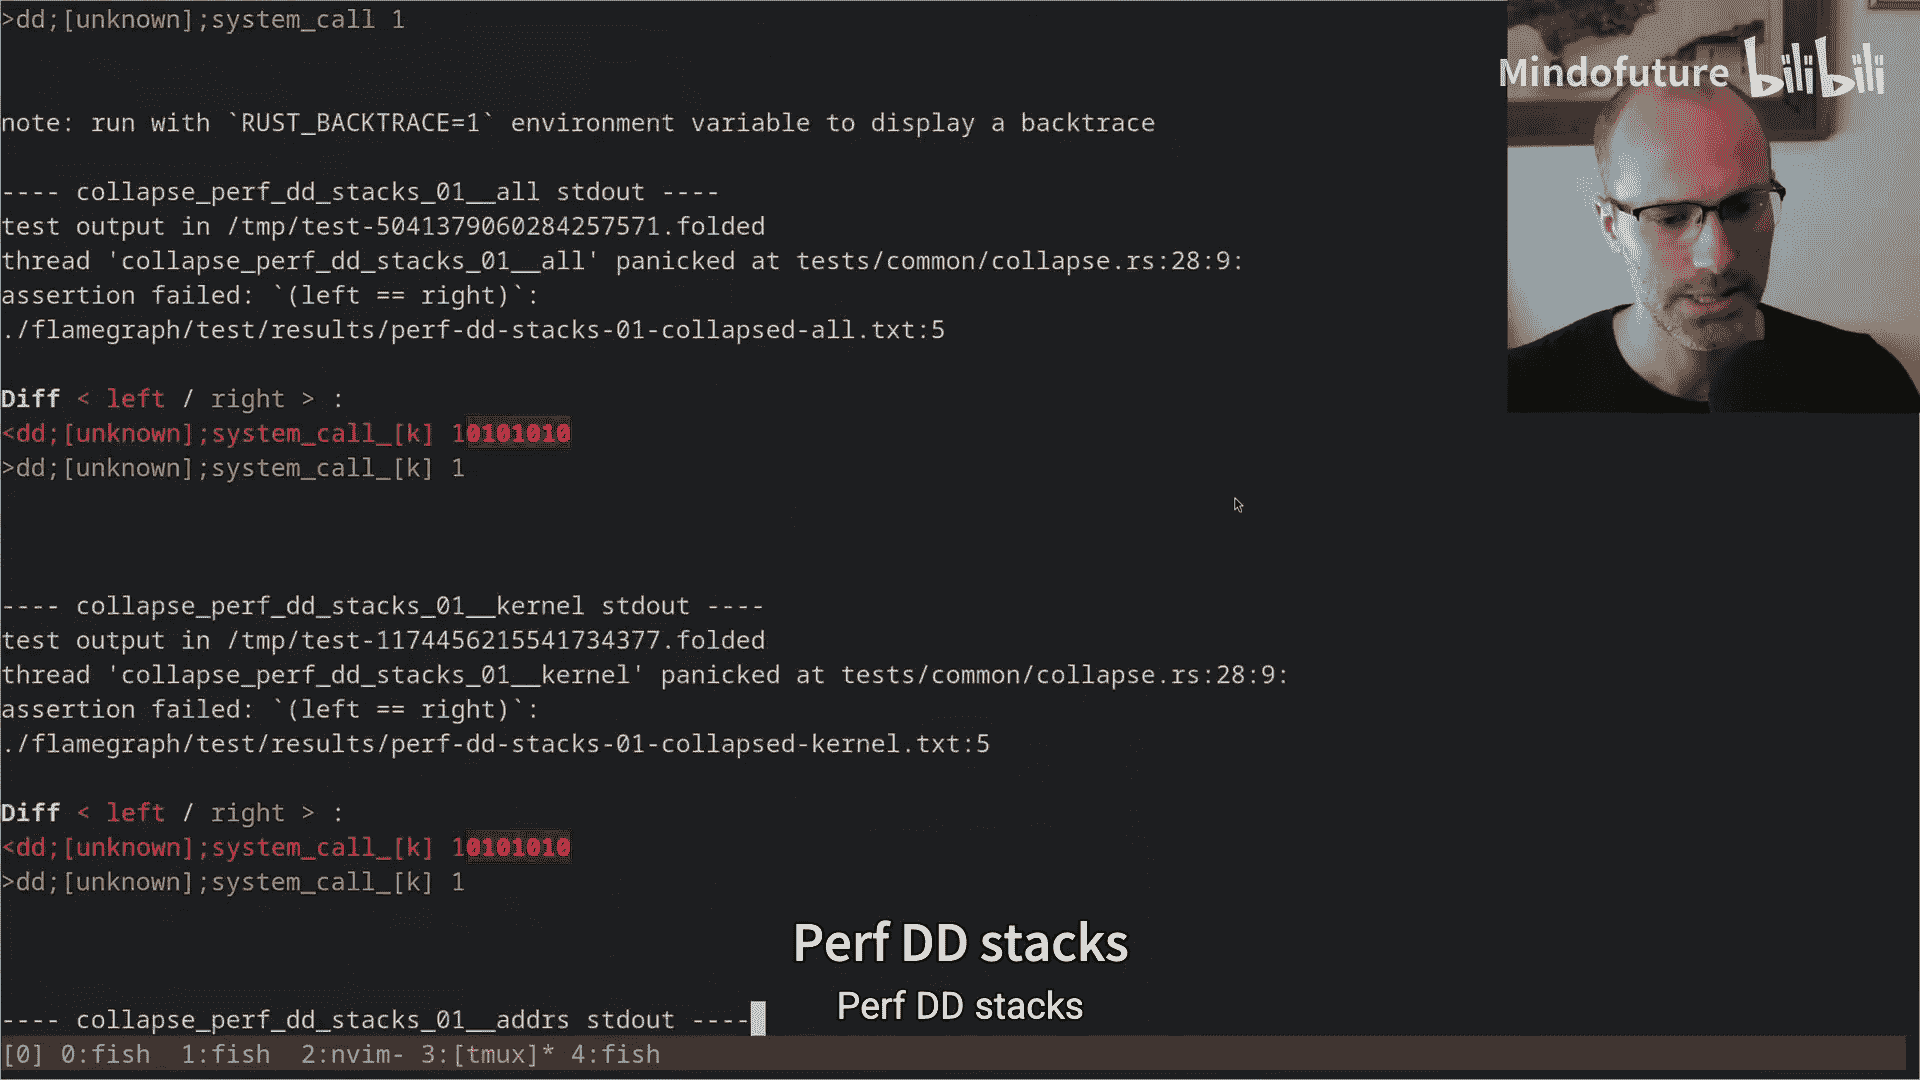 >dd;[unknown];system_call 1
Mindofuture bilibili
note: run with `RUST_BACKTRACE=1` environment variable to display a backtrace
---- collapse_perf_dd_stacks_01__all stdout ----
test output in /tmp/test-5041379060284257571.folded
thread 'collapse_perf_dd_stacks_01__all' panicked at tests/common/collapse.rs:28:9:
assertion failed: `(left == right)`:
./flamegraph/test/results/perf-dd-stacks-01-collapsed-all.txt:5
Diff < left / right > :
<dd;[unknown];system_call_[k] 10101010
>dd;[unknown];system_call_[k] 1
---- collapse_perf_dd_stacks_01__kernel stdout ----
test output in /tmp/test-1174456215541734377.folded
thread 'collapse_perf_dd_stacks_01__kernel' panicked at tests/common/collapse.rs:28:9:
assertion failed: `(left == right)`:
./flamegraph/test/results/perf-dd-stacks-01-collapsed-kernel.txt:5
Diff < left / right > :
<dd;[unknown];system_call_[k] 10101010
>dd;[unknown];system_call_[k] 1
Perf DD stacks
Perf DD stacks
---- collapse_perf_dd_stacks_01__addrs stdout ----
[0] 0:fish  1:fish  2:nvim- 3:[tmux]* 4:fish